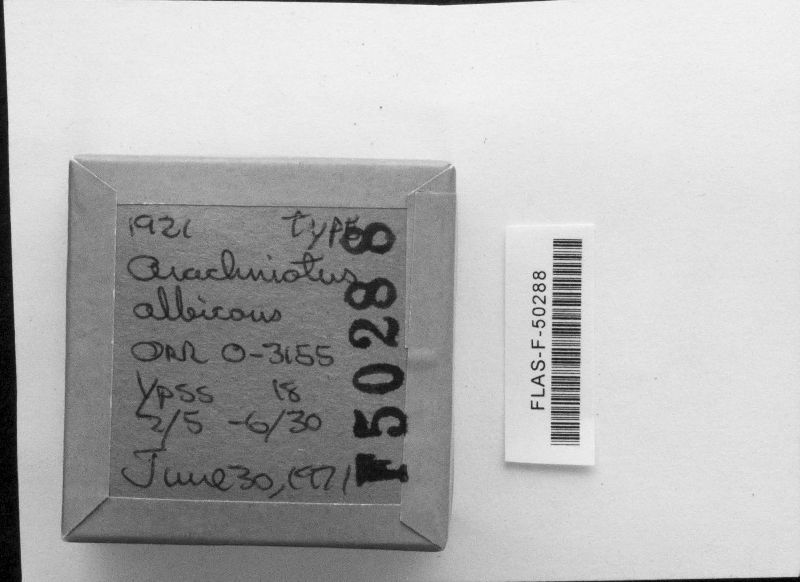 1921 TYPE
Arachniotus
albicans
ORR O-3155
YpSS 18
2/5 -6/30
June 30, 1971
F50288
FLAS-F-50288